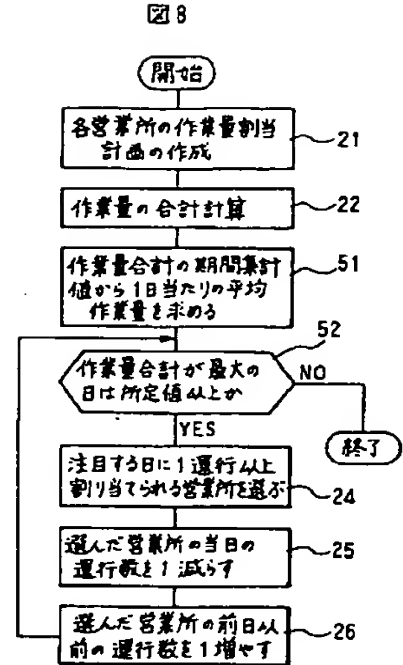 図8
開始
各営業所の作業量割当
計画の作成
21
作業量の合計計算
22
作業量合計の期間集計
値から1日当たりの平均
作業量を求める
51
52
作業量合計が最大の
日は所定値以上か
NO
YES
終了
注目する日に1運行以上
割り当てられる営業所を選ぶ
24
選んだ営業所の当日の
運行数を1減らす
25
選んだ営業所の前日以
前の運行数を1増やす
26